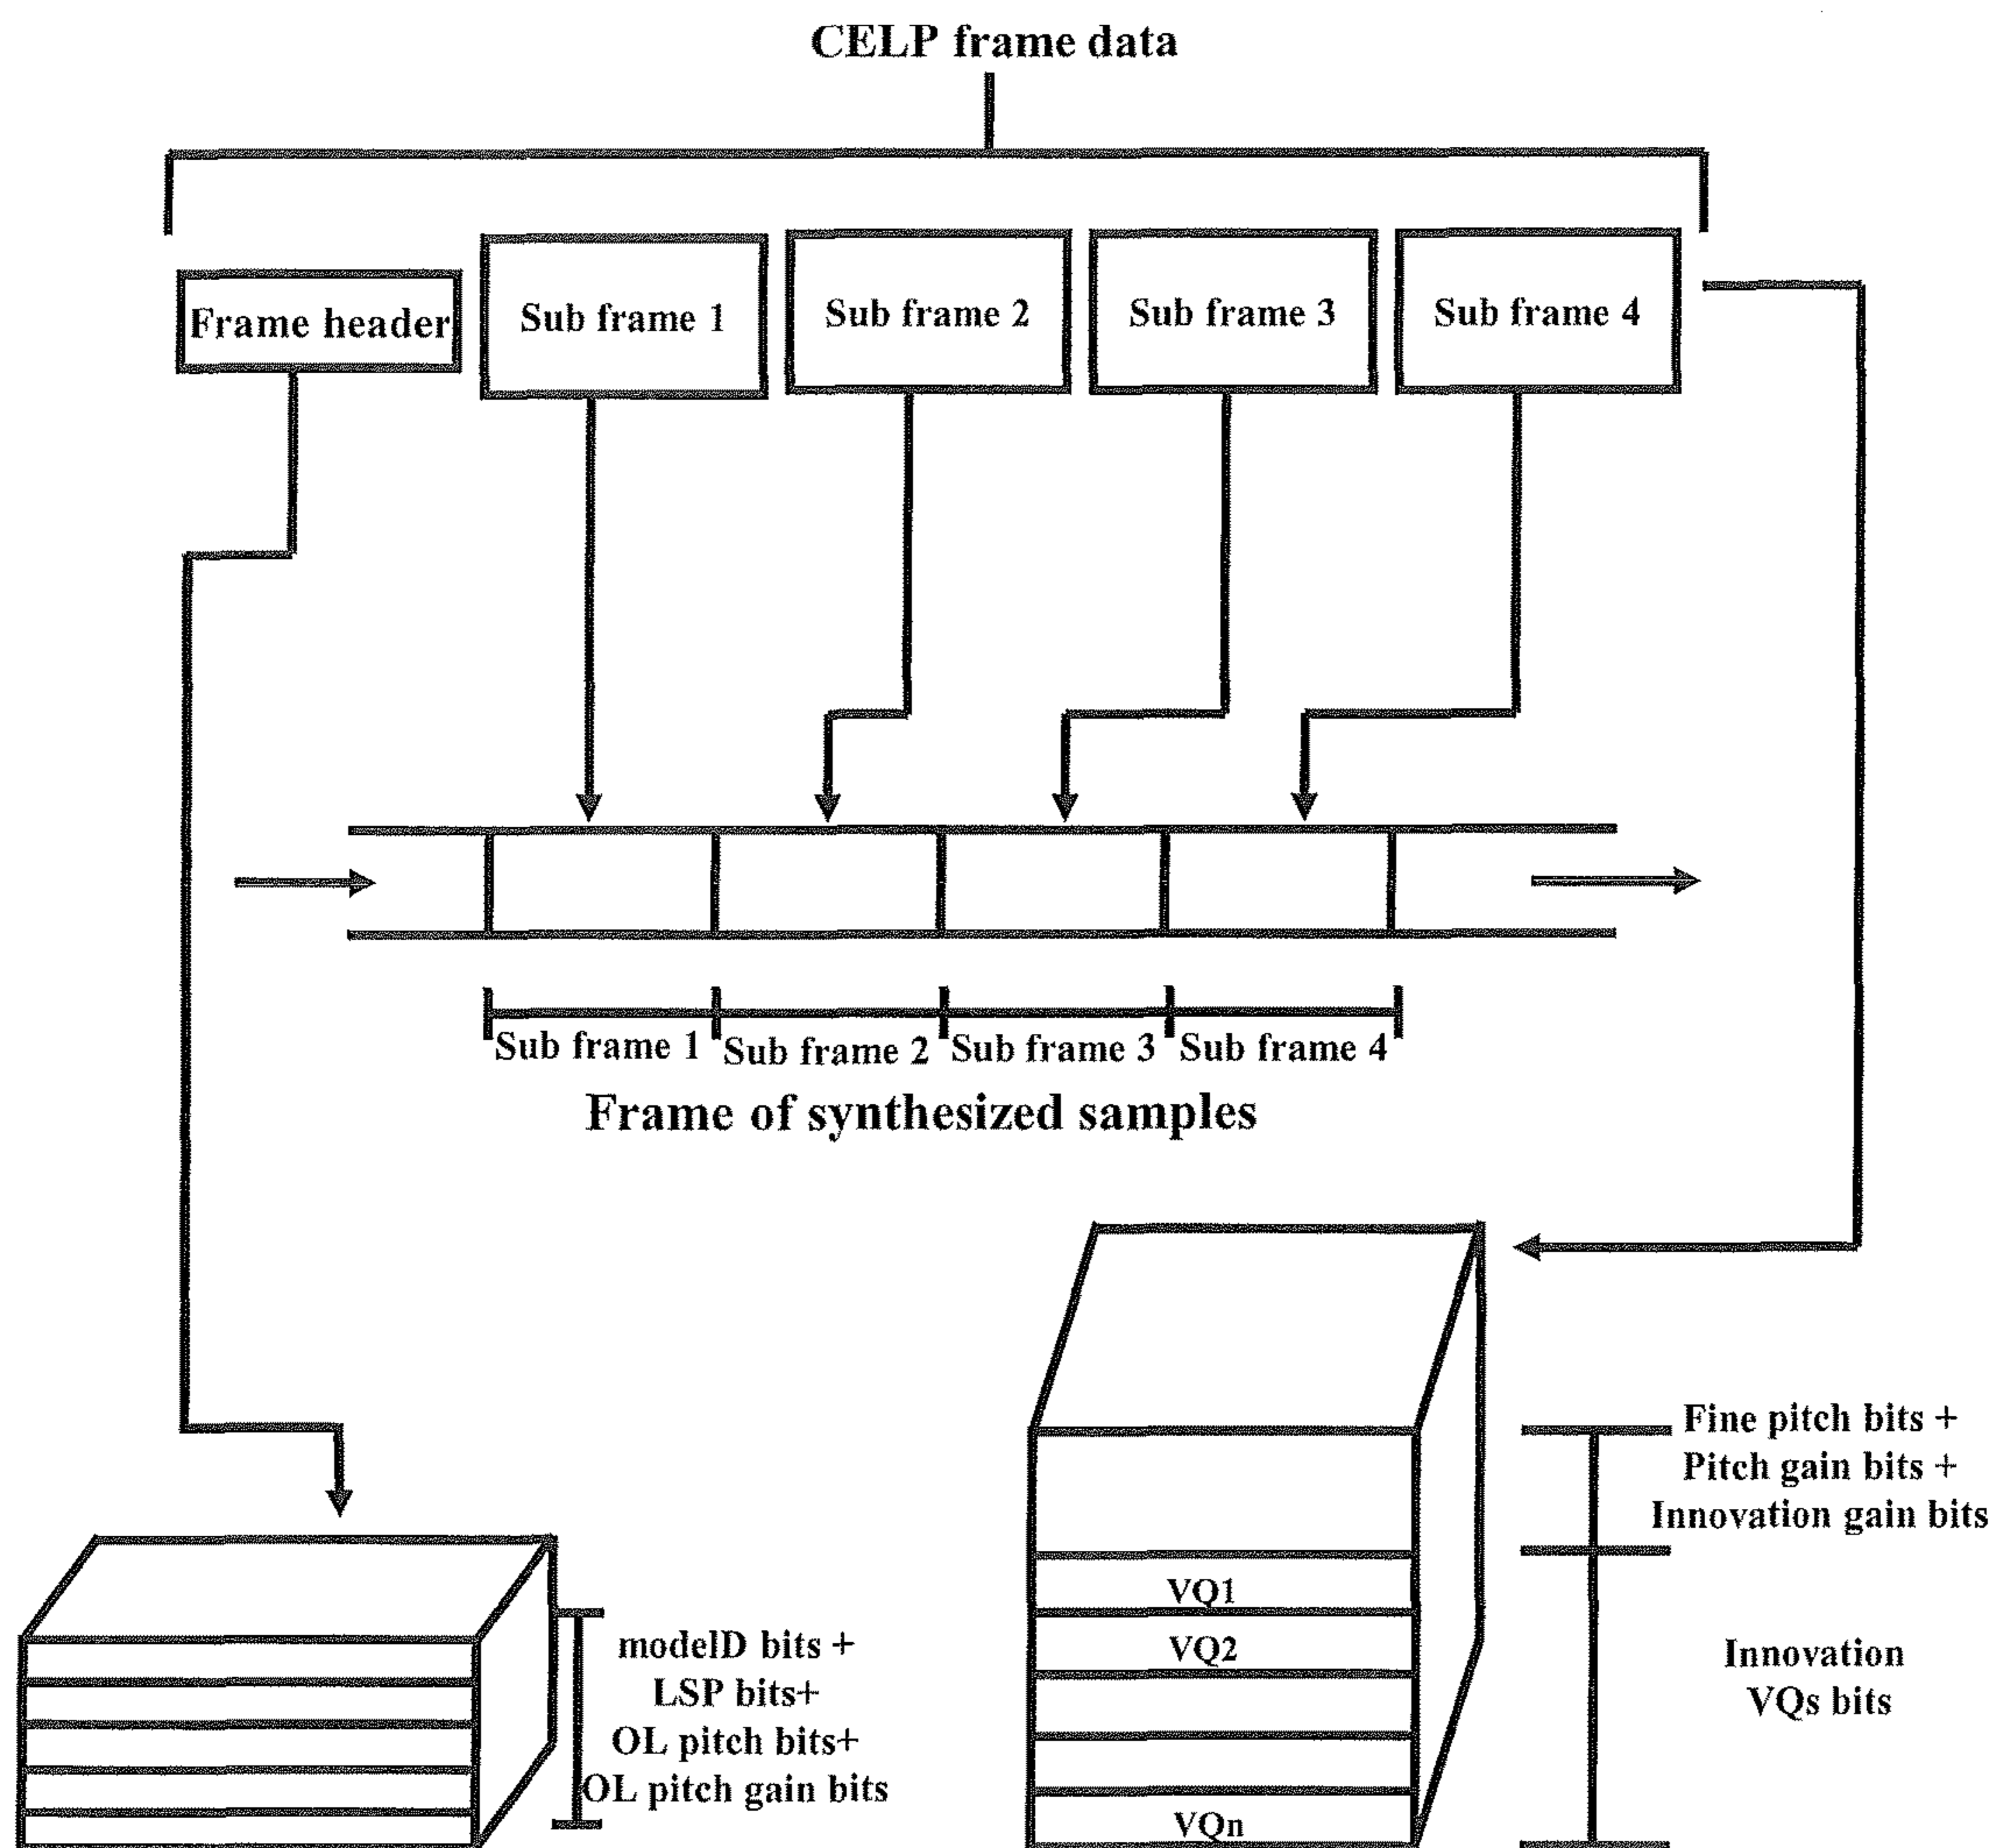 CELP frame data
Frame header
Sub frame 1
Sub frame 2
Sub frame 3
Sub frame 4
Sub frame 1
Sub frame 2
Sub frame 3
Sub frame 4
Frame of synthesized samples
Fine pitch bits +
Pitch gain bits +
Innovation gain bits
VQ1
VQ2
VQn
Innovation
VQs bits
modelD bits +
LSP bits+
OL pitch bits+
OL pitch gain bits